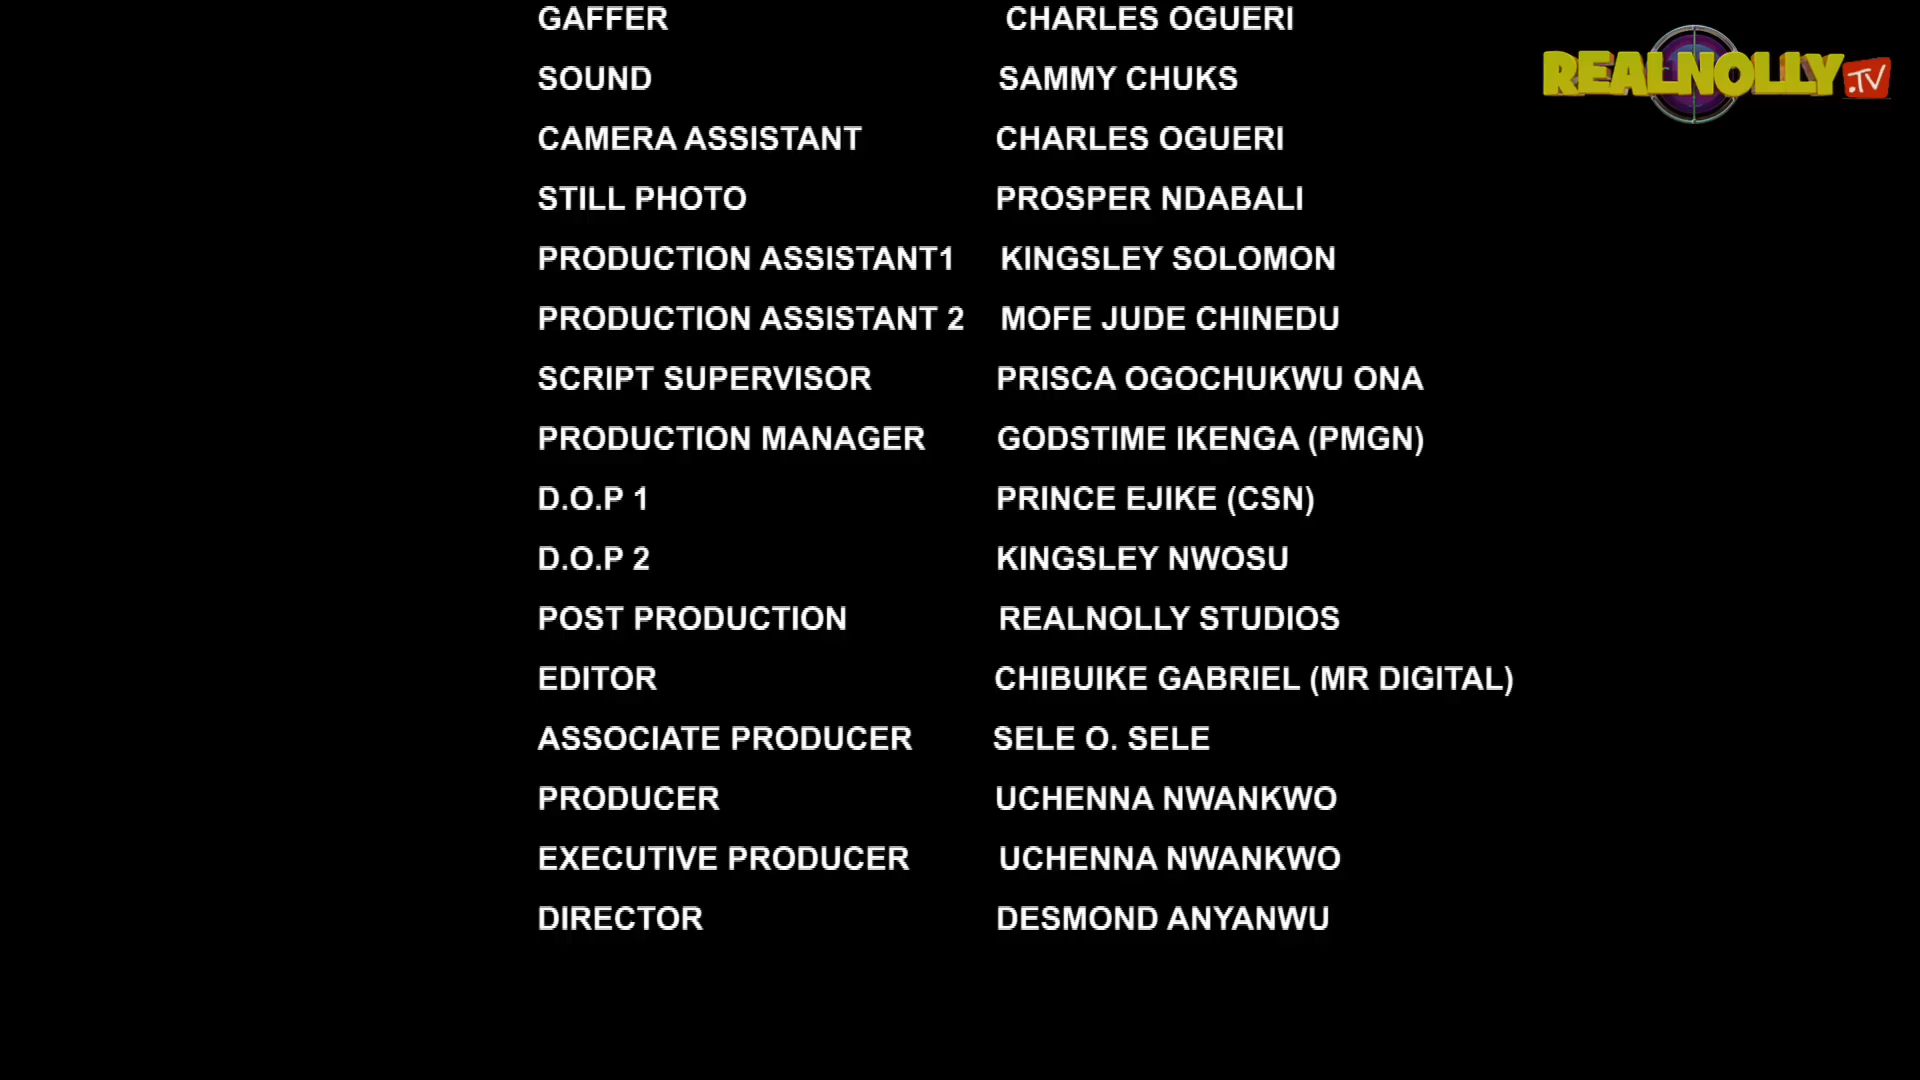 GAFFER CHARLES OGUERI
SOUND SAMMY CHUKS
CAMERA ASSISTANT CHARLES OGUERI
STILL PHOTO PROSPER NDABALI
PRODUCTION ASSISTANT1 KINGSLEY SOLOMON
PRODUCTION ASSISTANT 2 MOFE JUDE CHINEDU
SCRIPT SUPERVISOR PRISCA OGOCHUKWU ONA
PRODUCTION MANAGER GODSTIME IKENGA (PMGN)
D.O.P 1 PRINCE EJIKE (CSN)
D.O.P 2 KINGSLEY NWOSU
POST PRODUCTION REALNOLLY STUDIOS
EDITOR CHIBUIKE GABRIEL (MR DIGITAL)
ASSOCIATE PRODUCER SELE O. SELE
PRODUCER UCHENNA NWANKWO
EXECUTIVE PRODUCER UCHENNA NWANKWO
DIRECTOR DESMOND ANYANWU
REALNOLLY.TV